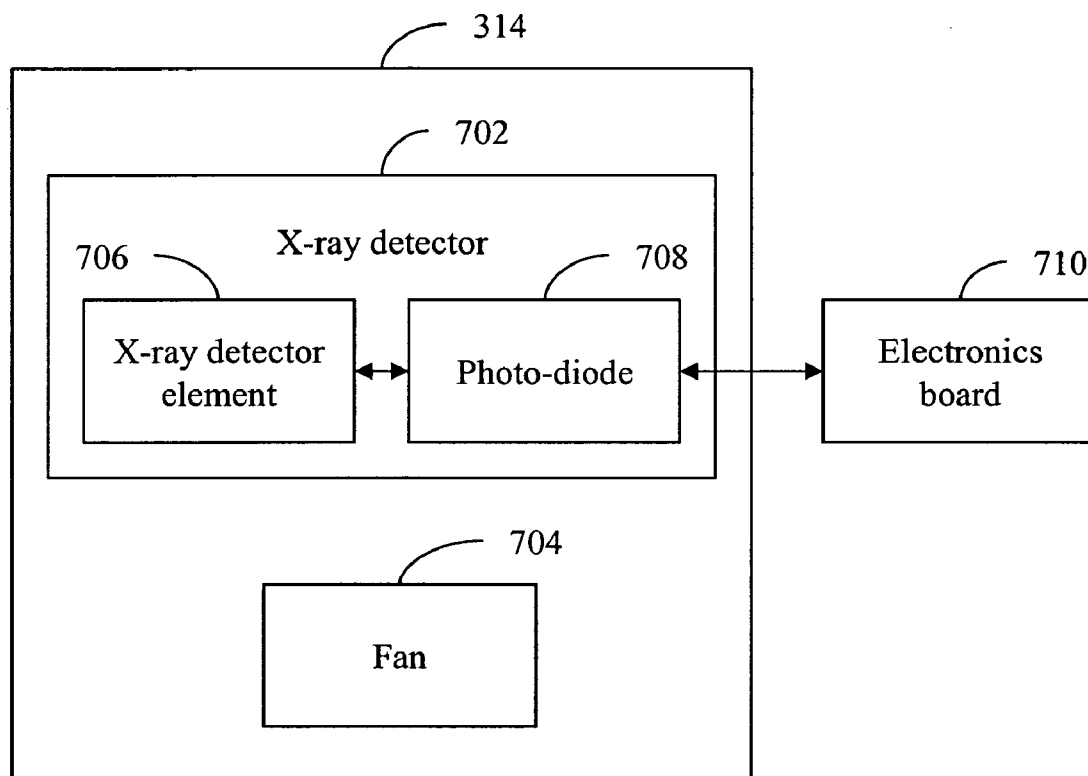 314
702
X-ray detector
706
708
710
X-ray detector
element
Photo-diode
Electronics
board
704
Fan